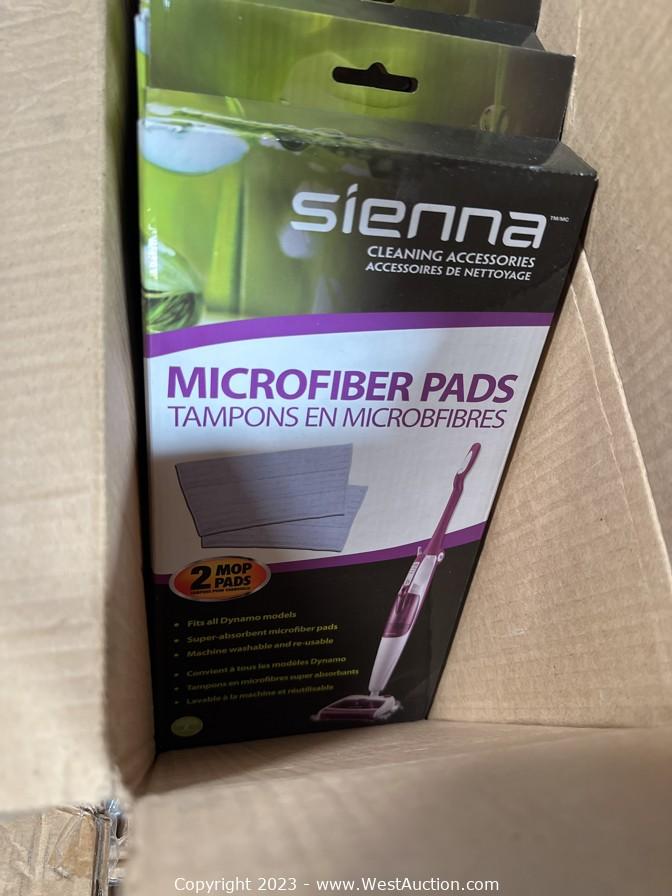 sienna TM/MC
CLEANING ACCESSORIES
ACCESSOIRES DE NETTOYAGE
MICROFIBER PADS
TAMPONS EN MICROBFIBRES
2 MOP
PADS
• Fits all Dynamo models
• Super-absorbent microfiber pads
• Machine washable and re-usable
• Convient à tous les modèles Dynamo
• Tampons en microfibres super absorbants
• Lavable à la machine et réutilisable
Copyright 2023 - www.WestAuction.com